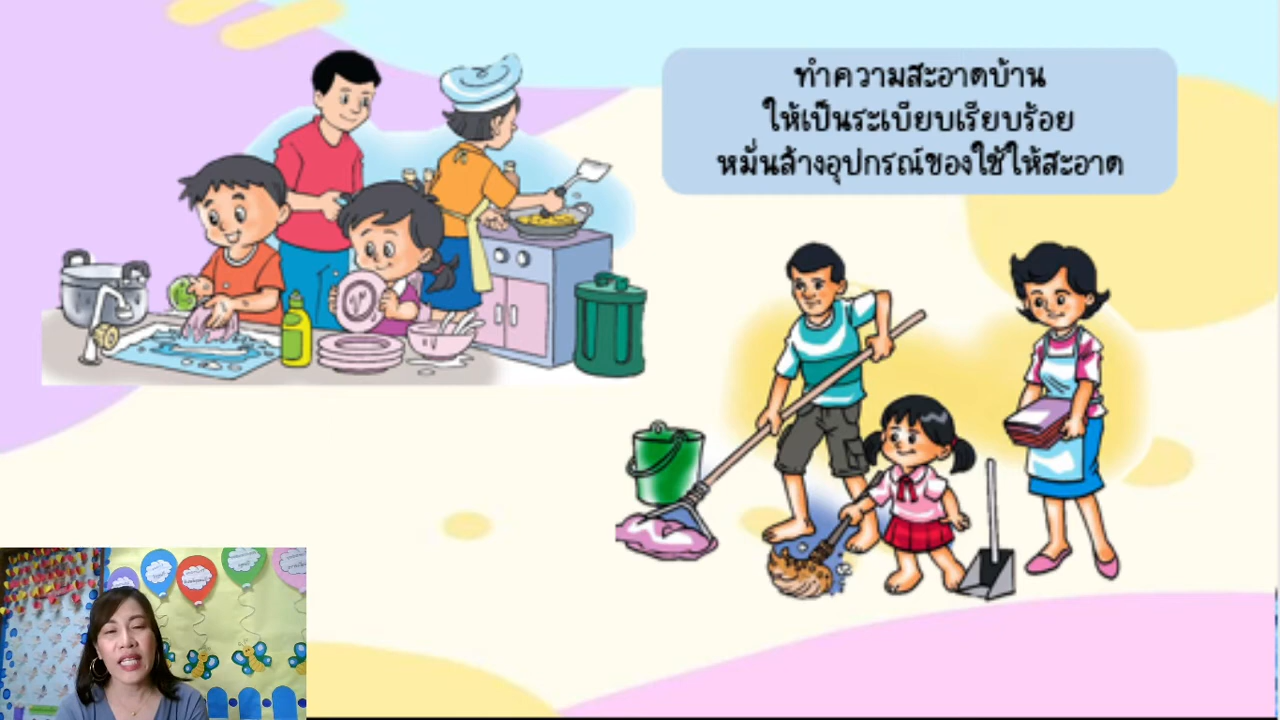 ทำความสะอาดบ้าน
ให้เป็นระเบียบเรียบร้อย
หมั่นล้างอุปกรณ์ของใช้ให้สะอาด